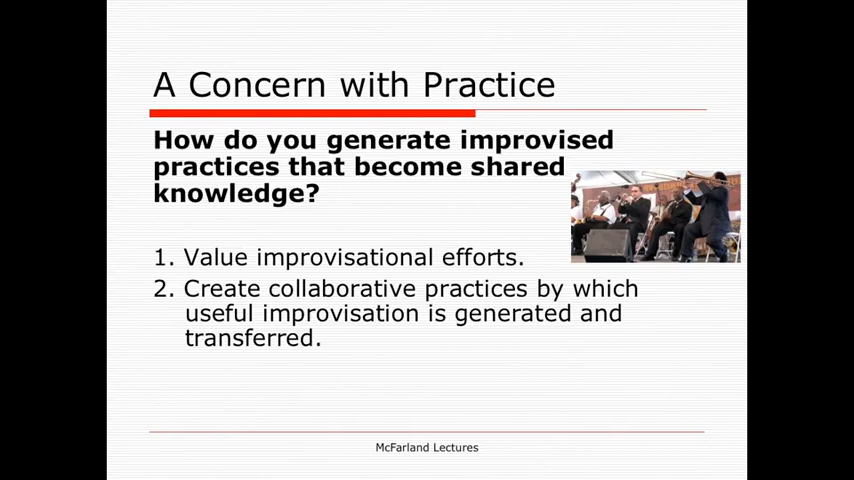 A Concern with Practice
How do you generate improvised
practices that become shared
knowledge?
1. Value improvisational efforts.
2. Create collaborative practices by which
useful improvisation is generated and
transferred.
McFarland Lectures